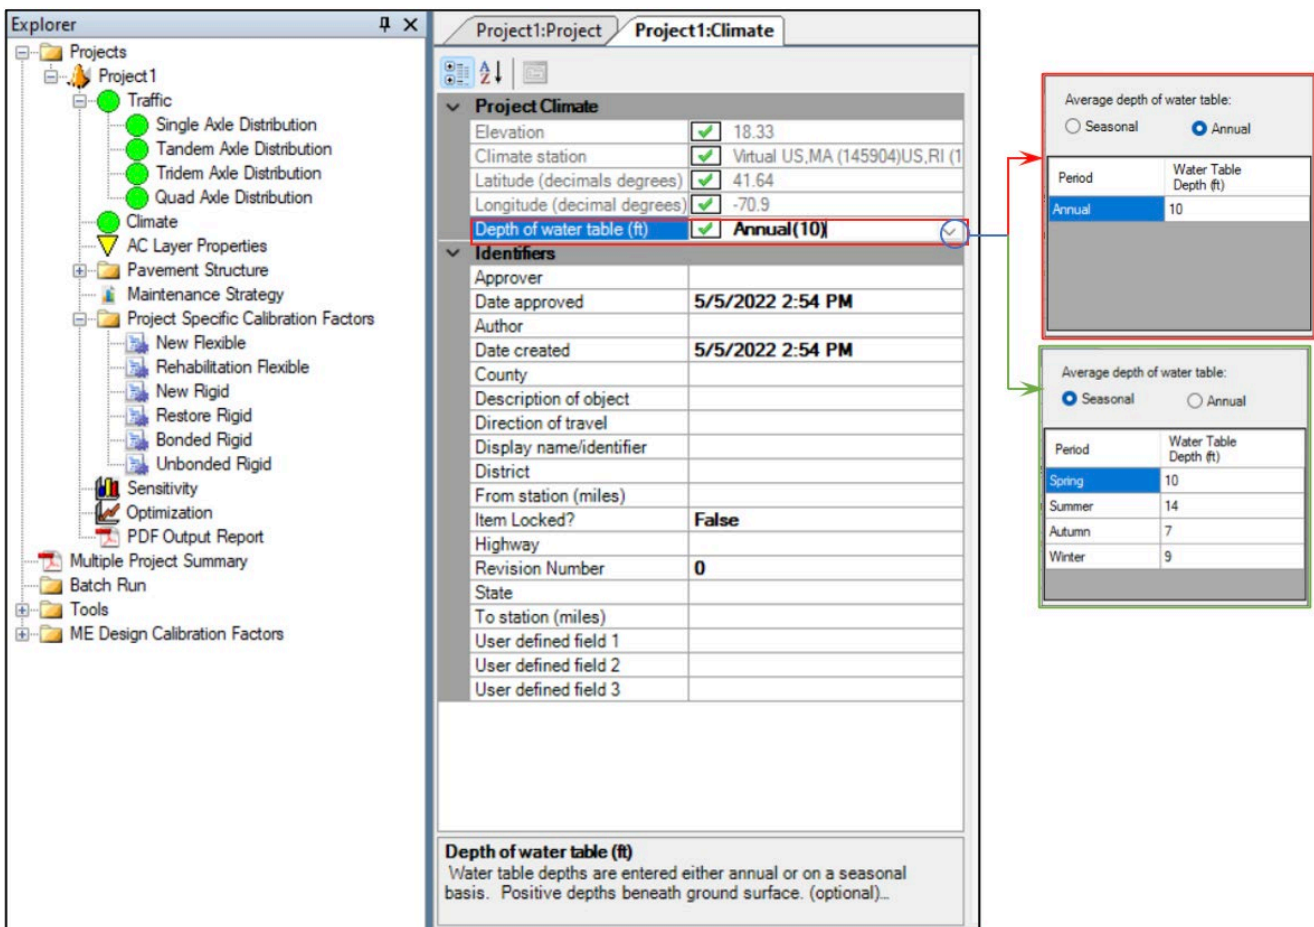 Explorer
Projects
Project1
Traffic
Single Axle Distribution
Tandem Axle Distribution
Tridem Axle Distribution
Quad Axle Distribution
Climate
AC Layer Properties
Pavement Structure
Maintenance Strategy
Project Specific Calibration Factors
New Flexible
Rehabilitation Flexible
New Rigid
Restore Rigid
Bonded Rigid
Unbonded Rigid
Sensitivity
Optimization
PDF Output Report
Multiple Project Summary
Batch Run
Tools
ME Design Calibration Factors
Project1:Project Project1:Climate
Project Climate
Elevation 18.33
Climate station Virtual US,MA (145904)US,RI (1
Latitude (decimals degrees) 41.64
Longitude (decimal degrees) -70.9
Depth of water table (ft) Annual(10)
Identifiers
Approver
Date approved 5/5/2022 2:54 PM
Author
Date created 5/5/2022 2:54 PM
County
Description of object
Direction of travel
Display name/identifier
District
From station (miles)
Item Locked? False
Highway
Revision Number 0
State
To station (miles)
User defined field 1
User defined field 2
User defined field 3
Depth of water table (ft)
Water table depths are entered either annual or on a seasonal
basis. Positive depths beneath ground surface. (optional)...
Average depth of water table:
Seasonal Annual
Period Water Table
Depth (ft)
Annual 10
Average depth of water table:
Seasonal Annual
Period Water Table
Depth (ft)
Spring 10
Summer 14
Autumn 7
Winter 9